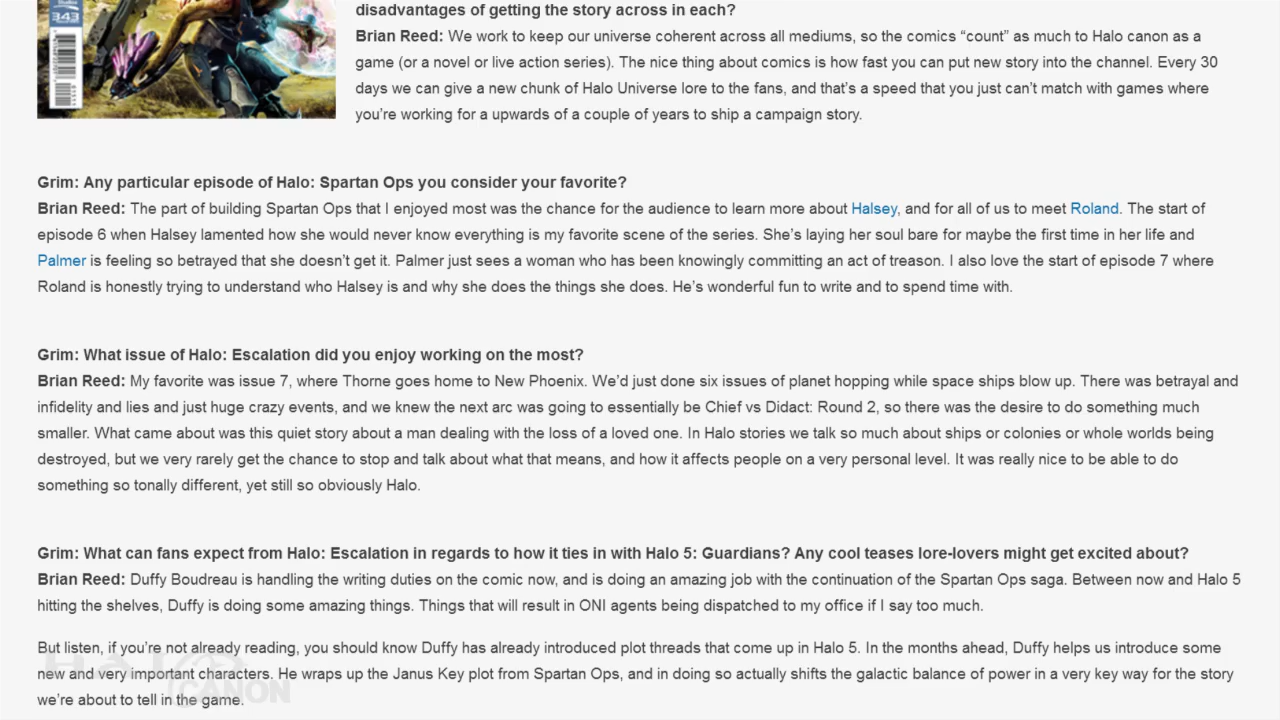 disadvantages of getting the story across in each?
Brian Reed: We work to keep our universe coherent across all mediums, so the comics “count” as much to Halo canon as a
game (or a novel or live action series). The nice thing about comics is how fast you can put new story into the channel. Every 30
days we can give a new chunk of Halo Universe lore to the fans, and that’s a speed that you just can’t match with games where
you’re working for a upwards of a couple of years to ship a campaign story.
343
Grim: Any particular episode of Halo: Spartan Ops you consider your favorite?
Brian Reed: The part of building Spartan Ops that I enjoyed most was the chance for the audience to learn more about Halsey, and for all of us to meet Roland. The start of
episode 6 when Halsey lamented how she would never know everything is my favorite scene of the series. She’s laying her soul bare for maybe the first time in her life and
Palmer is feeling so betrayed that she doesn’t get it. Palmer just sees a woman who has been knowingly committing an act of treason. I also love the start of episode 7 where
Roland is honestly trying to understand who Halsey is and why she does the things she does. He’s wonderful fun to write and to spend time with.
Grim: What issue of Halo: Escalation did you enjoy working on the most?
Brian Reed: My favorite was issue 7, where Thorne goes home to New Phoenix. We’d just done six issues of planet hopping while space ships blow up. There was betrayal and
infidelity and lies and just huge crazy events, and we knew the next arc was going to essentially be Chief vs Didact: Round 2, so there was the desire to do something much
smaller. What came about was this quiet story about a man dealing with the loss of a loved one. In Halo stories we talk so much about ships or colonies or whole worlds being
destroyed, but we very rarely get the chance to stop and talk about what that means, and how it affects people on a very personal level. It was really nice to be able to do
something so tonally different, yet still so obviously Halo.
Grim: What can fans expect from Halo: Escalation in regards to how it ties in with Halo 5: Guardians? Any cool teases lore-lovers might get excited about?
Brian Reed: Duffy Boudreau is handling the writing duties on the comic now, and is doing an amazing job with the continuation of the Spartan Ops saga. Between now and Halo 5
hitting the shelves, Duffy is doing some amazing things. Things that will result in ONI agents being dispatched to my office if I say too much.
But listen, if you’re not already reading, you should know Duffy has already introduced plot threads that come up in Halo 5. In the months ahead, Duffy helps us introduce some
new and very important characters. He wraps up the Janus Key plot from Spartan Ops, and in doing so actually shifts the galactic balance of power in a very key way for the story
we’re about to tell in the game.
Halo
CANON